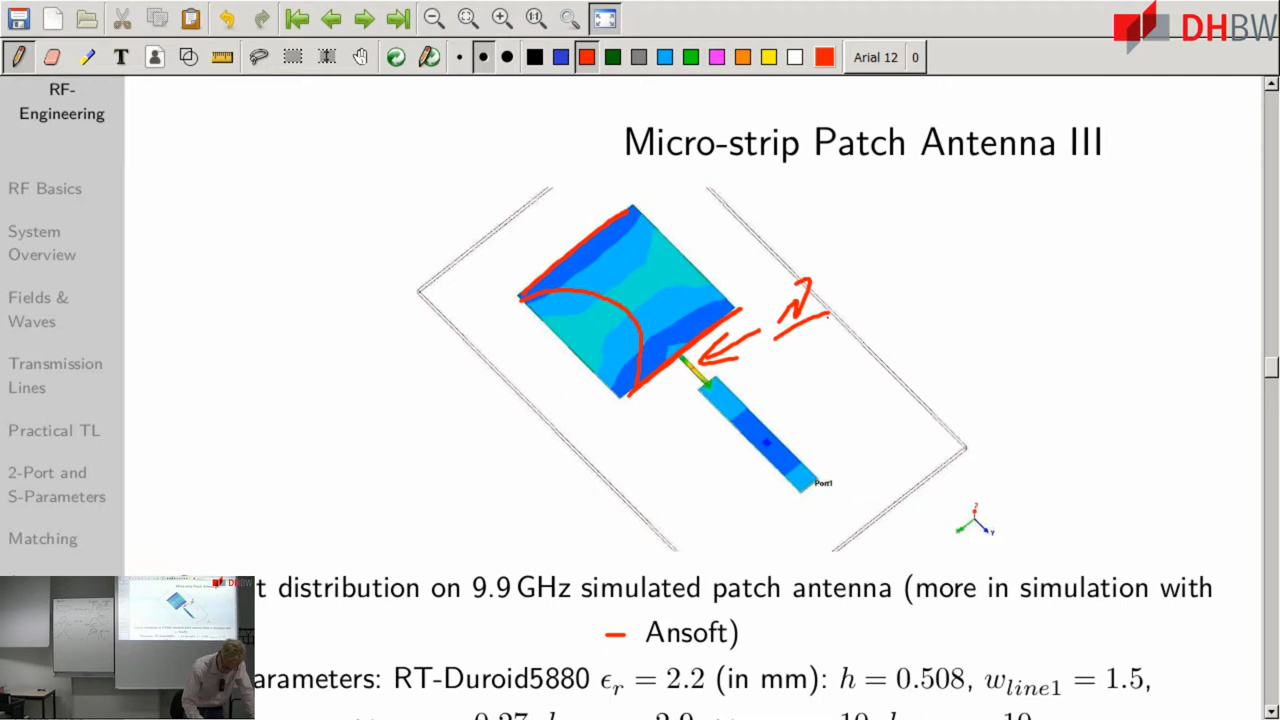 DHBW
Arial 12 0
RF-
Engineering
RF Basics
System
Overview
Fields &
Waves
Transmission
Lines
Practical TL
2-Port and
S-Parameters
Matching
Micro-strip Patch Antenna III
Port1
Z
Y
t distribution on 9.9 GHz simulated patch antenna (more in simulation with
Ansoft)
arameters: RT-Duroid5880 ϵr = 2.2 (in mm): h = 0.508, wline1 = 1.5,